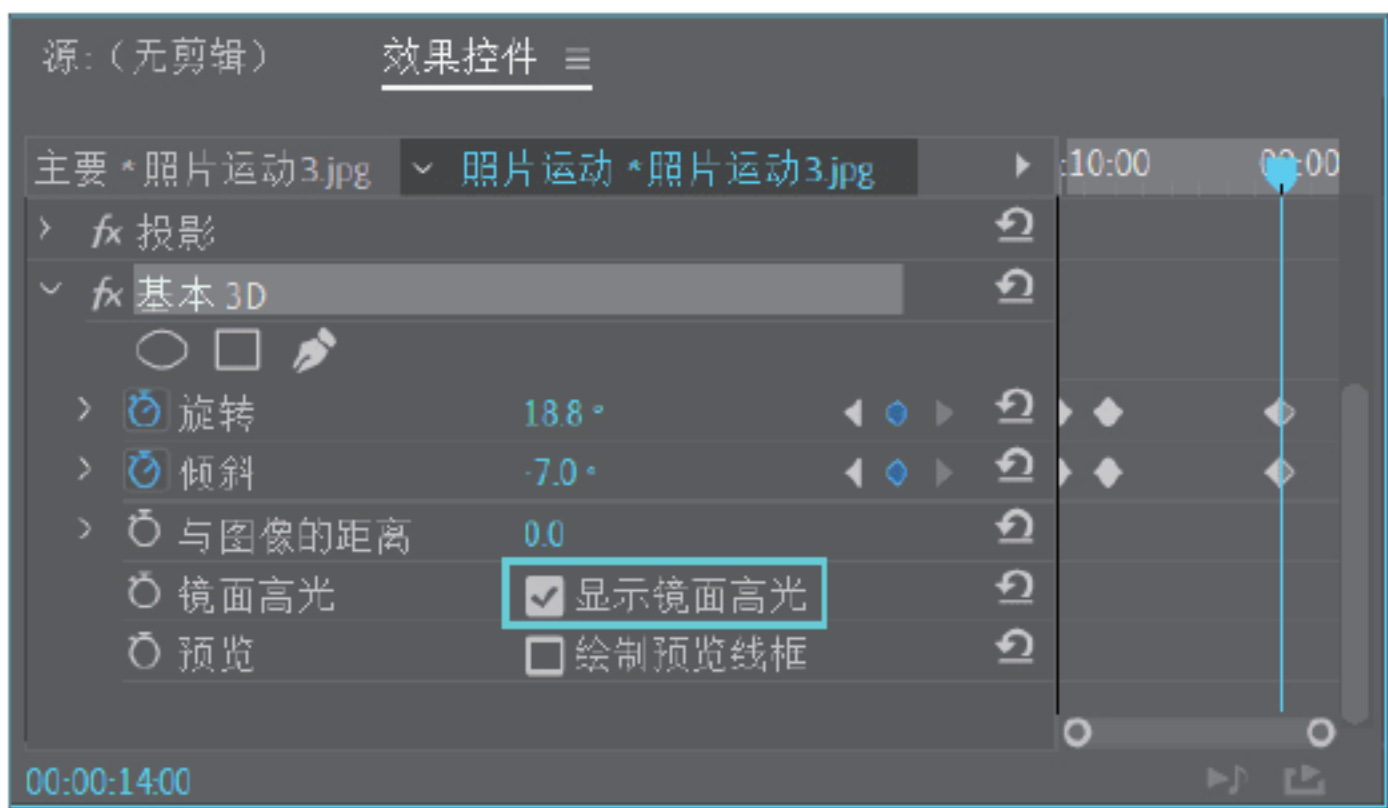 源:（无剪辑） 效果控件
主要*照片运动3.jpg 照片运动*照片运动3.jpg :10:00 :00
fx 投影
fx 基本 3D
旋转 18.8°
倾斜 -7.0°
与图像的距离 0.0
镜面高光 显示镜面高光
预览 绘制预览线框
00:00:14:00